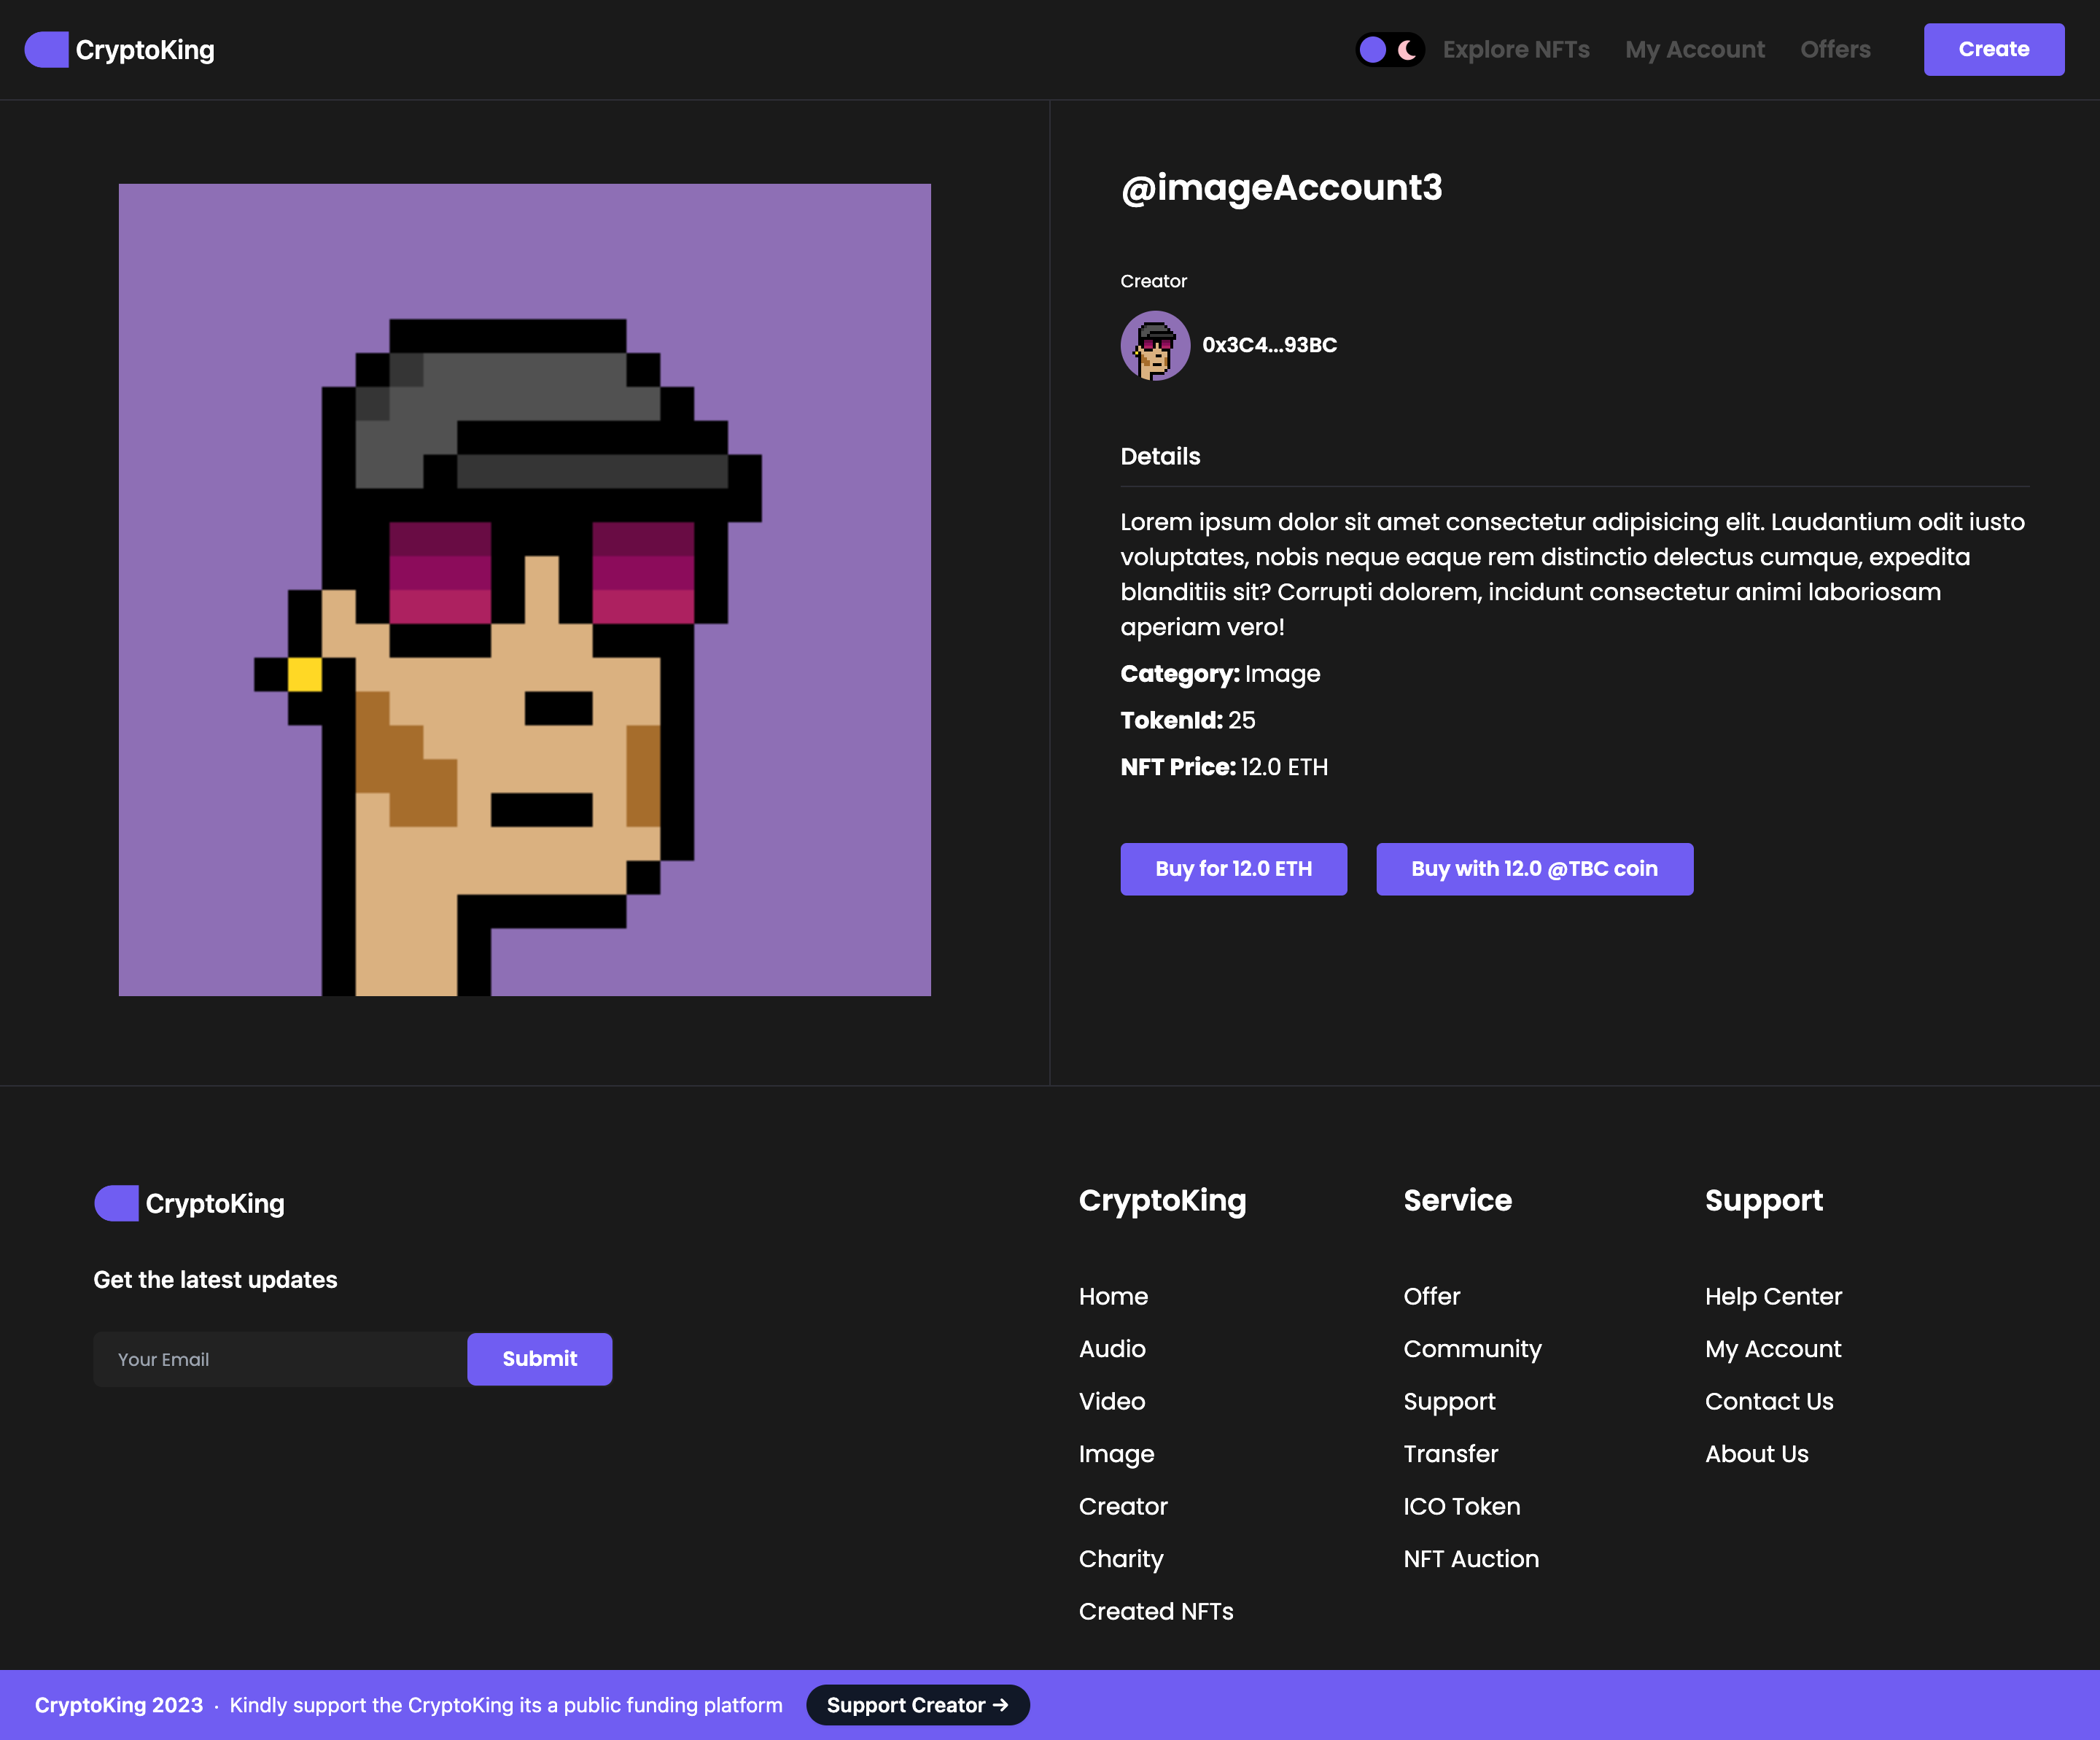 CryptoKing
Explore NFTs
My Account
Offers
Create
@imageAccount3
Creator
0x3C4...93BC
Details
Lorem ipsum dolor sit amet consectetur adipisicing elit. Laudantium odit iusto
voluptates, nobis neque eaque rem distinctio delectus cumque, expedita
blanditiis sit? Corrupti dolorem, incidunt consectetur animi laboriosam
aperiam vero!
Category: Image
TokenId: 25
NFT Price: 12.0 ETH
Buy for 12.0 ETH
Buy with 12.0 @TBC coin
CryptoKing
Get the latest updates
Your Email
Submit
CryptoKing
Home
Audio
Video
Image
Creator
Charity
Created NFTs
Service
Offer
Community
Support
Transfer
ICO Token
NFT Auction
Support
Help Center
My Account
Contact Us
About Us
CryptoKing 2023 · Kindly support the CryptoKing its a public funding platform
Support Creator →